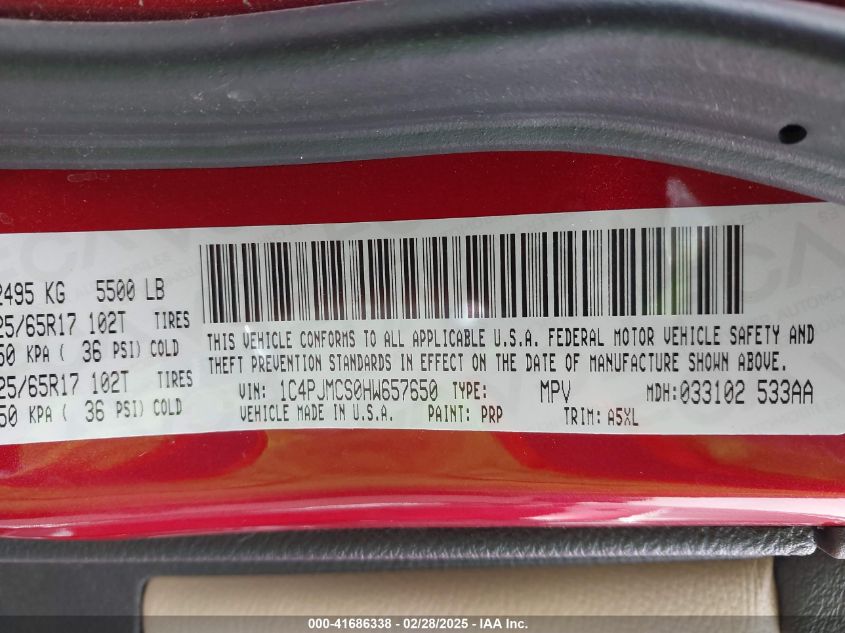 2495 KG 5500 LB
25/65R17 102T TIRES
50 KPA ( 36 PSI) COLD
25/65R17 102T TIRES
50 KPA ( 36 PSI) COLD
THIS VEHICLE CONFORMS TO ALL APPLICABLE U.S.A. FEDERAL MOTOR VEHICLE SAFETY AND
THEFT PREVENTION STANDARDS IN EFFECT ON THE DATE OF MANUFACTURE SHOWN ABOVE.
VIN: 1C4PJMCS0HW657650 TYPE: MPV MDH:033102 533AA
VEHICLE MADE IN U.S.A. PAINT: PRP TRIM: A5XL
000-41686338 - 02/28/2025 - IAA Inc.